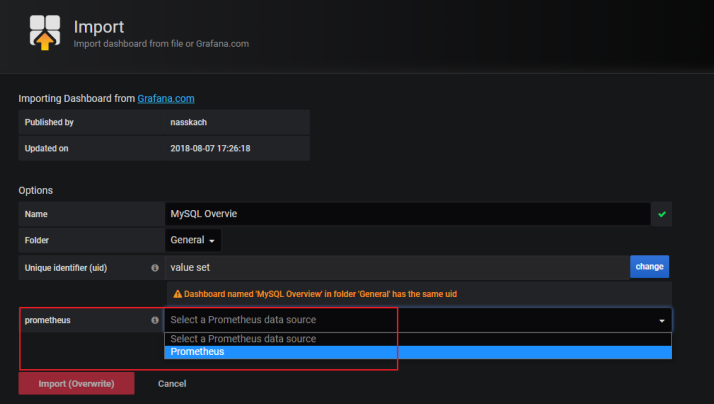 Import
Import dashboard from file or Grafana.com
Importing Dashboard from Grafana.com
Published by nasskach
Updated on 2018-08-07 17:26:18
Options
Name MySQL Overvie
Folder General
Unique identifier (uid) value set change
Dashboard named 'MySQL Overview' in folder 'General' has the same uid
prometheus Select a Prometheus data source
Select a Prometheus data source
Prometheus
Import (Overwrite) Cancel